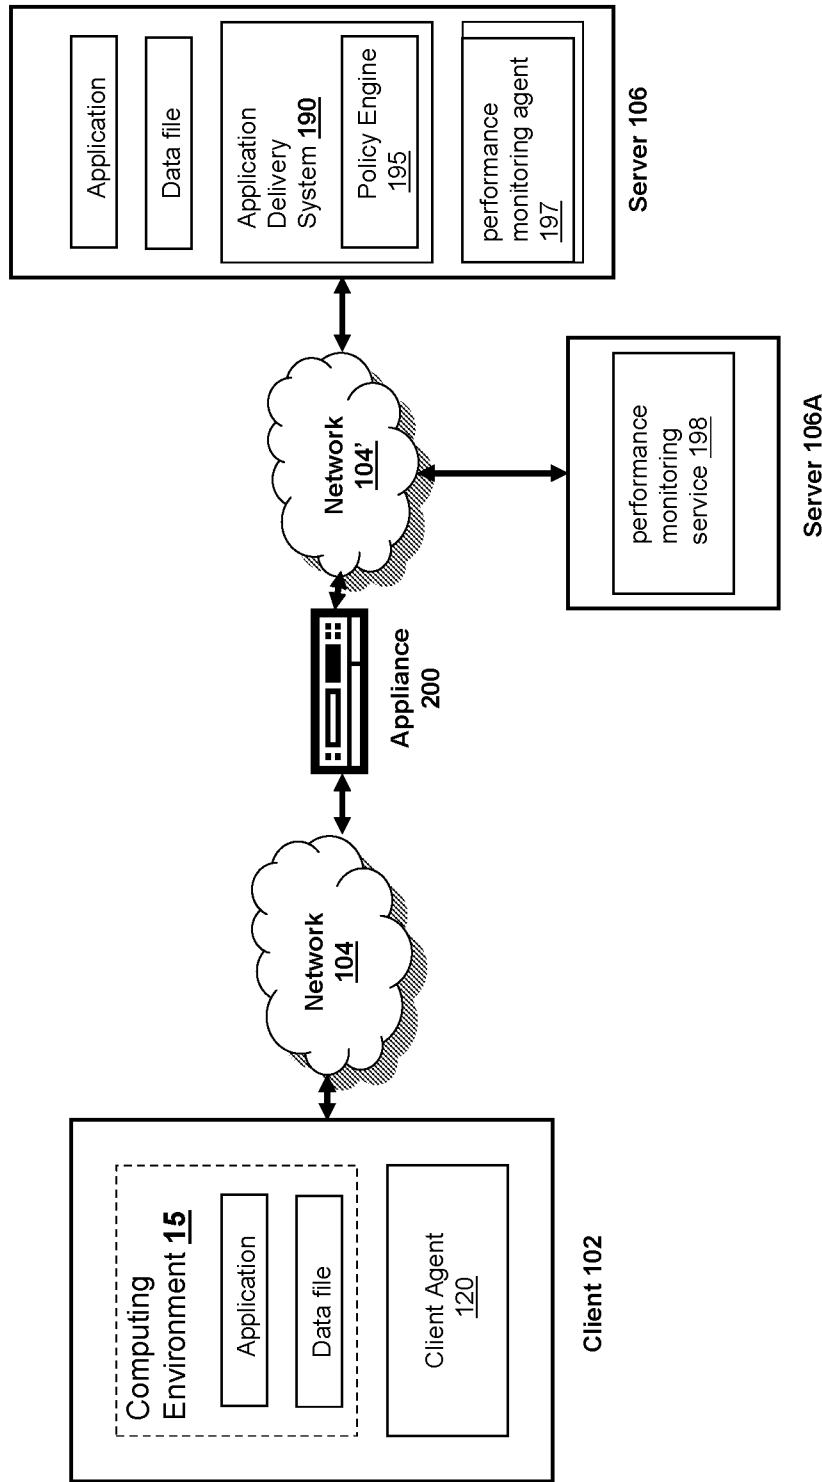 Computing
Environment 15
Application
Data file
Client Agent
120
Client 102
Network
104
Appliance
200
Network
104’
Application
Data file
Application
Delivery
System 190
Policy Engine
195
performance
monitoring agent
197
Server 106
performance
monitoring
service 198
Server 106A